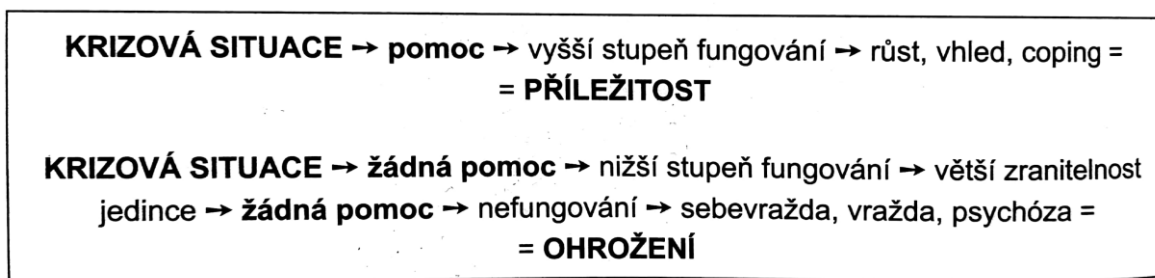 KRIZOVÁ SITUACE → pomoc → vyšší stupeň fungování → růst, vhled, coping =
= PŘÍLEŽITOST
KRIZOVÁ SITUACE → žádná pomoc → nižší stupeň fungování → větší zranitelnost
jedince → žádná pomoc → nefungování → sebevražda, vražda, psychóza =
= OHROŽENÍ